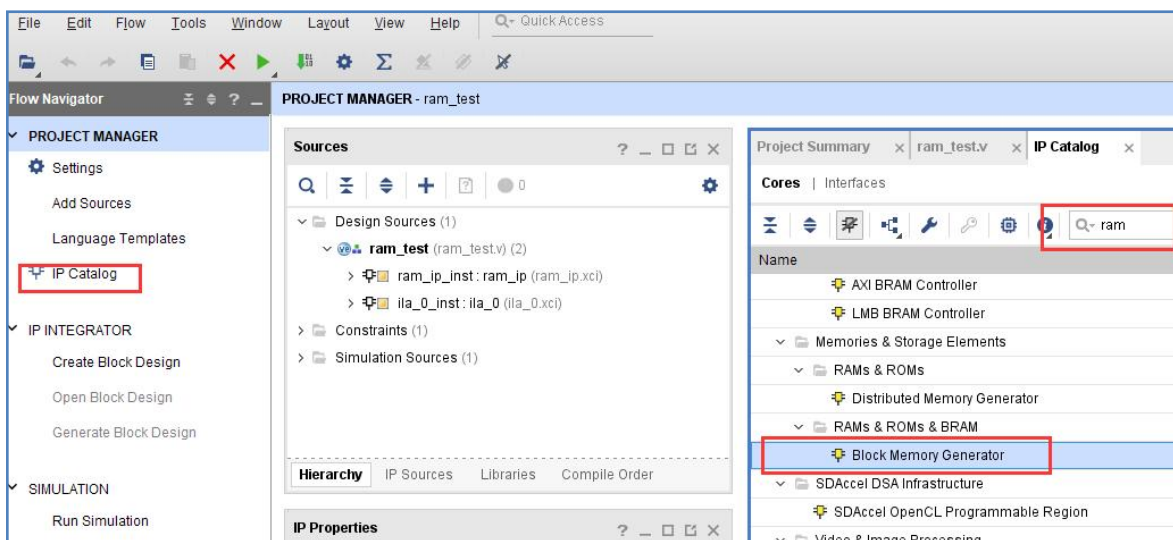 File Edit Flow Tools Window Layout View Help Q- Quick Access
Flow Navigator
PROJECT MANAGER
Settings
Add Sources
Language Templates
IP Catalog
IP INTEGRATOR
Create Block Design
Open Block Design
Generate Block Design
SIMULATION
Run Simulation
PROJECT MANAGER - ram_test
Sources
0
Design Sources (1)
ram_test (ram_test.v) (2)
ram_ip_inst : ram_ip (ram_ip.xci)
ila_0_inst : ila_0 (ila_0.xci)
Constraints (1)
Simulation Sources (1)
Hierarchy IP Sources Libraries Compile Order
IP Properties
Project Summary ram_test.v IP Catalog
Cores | Interfaces
ram
Name
AXI BRAM Controller
LMB BRAM Controller
Memories & Storage Elements
RAMs & ROMs
Distributed Memory Generator
RAMs & ROMs & BRAM
Block Memory Generator
SDAccel DSA Infrastructure
SDAccel OpenCL Programmable Region
Video & Image Processing